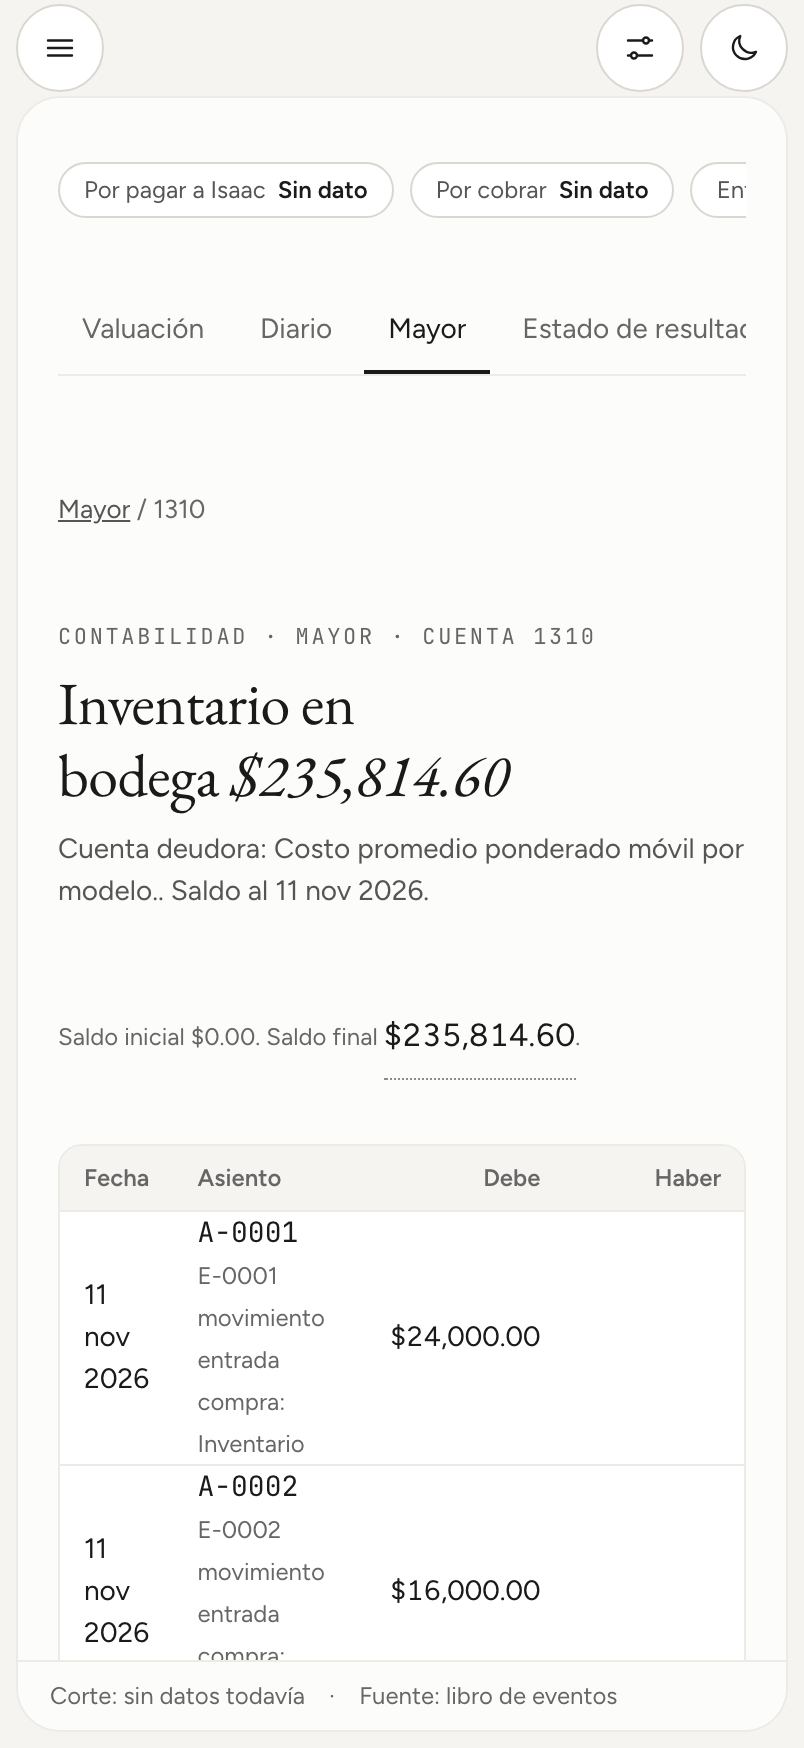 Por pagar a Isaac Sin dato
Por cobrar Sin dato
Valuación
Diario
Mayor
Estado de
Mayor / 1310
CONTABILIDAD · MAYOR · CUENTA 1310
Inventario en
bodega $235,814.60
Cuenta deudora: Costo promedio ponderado móvil por
modelo.. Saldo al 11 nov 2026.
Saldo inicial $0.00. Saldo final $235,814.60.
Fecha Asiento Debe Haber
A-0001
E-0001
11
movimiento
nov
$24,000.00
entrada
2026
compra:
Inventario
A-0002
E-0002
11
movimiento
nov
$16,000.00
entrada
2026
compra:
Corte: sin datos todavía · Fuente: libro de eventos